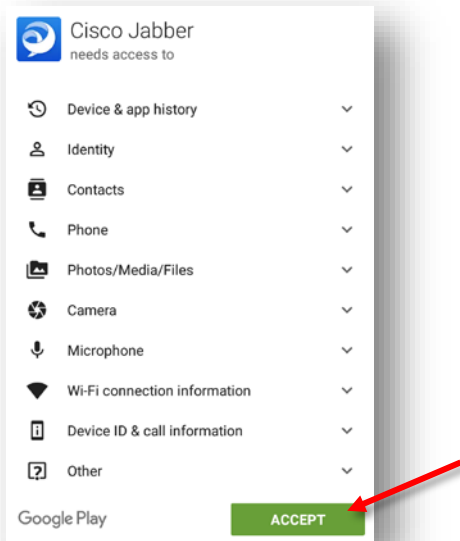 Cisco Jabber
needs access to
Device & app history
Identity
Contacts
Phone
Photos/Media/Files
Camera
Microphone
Wi-Fi connection information
Device ID & call information
Other
Google Play
ACCEPT